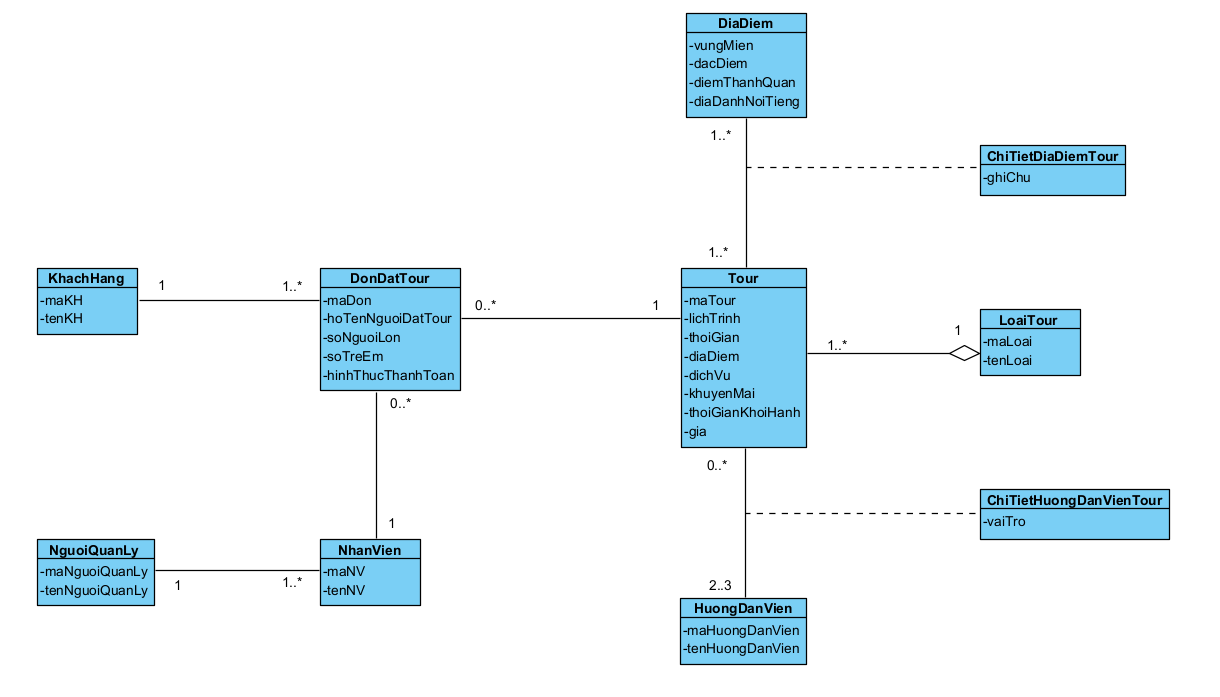 DiaDiem
-vungMien
-dacDiem
-diemThanhQuan
-diaDanhNoiTieng
1..*
ChiTietDiaDiemTour
-ghiChu
1..*
KhachHang
-maKH
-tenKH
1
1..*
DonDatTour
-maDon
-hoTenNguoiDatTour
-soNguoiLon
-soTreEm
-hinhThucThanhToan
0..*
1
Tour
-maTour
-lichTrinh
-thoiGian
-diaDiem
-dichVu
-khuyenMai
-thoiGianKhoiHanh
-gia
1..*
1
LoaiTour
-maLoai
-tenLoai
0..*
0..*
ChiTietHuongDanVienTour
-vaiTro
1
NguoiQuanLy
-maNguoiQuanLy
-tenNguoiQuanLy
1
1..*
NhanVien
-maNV
-tenNV
2..3
HuongDanVien
-maHuongDanVien
-tenHuongDanVien